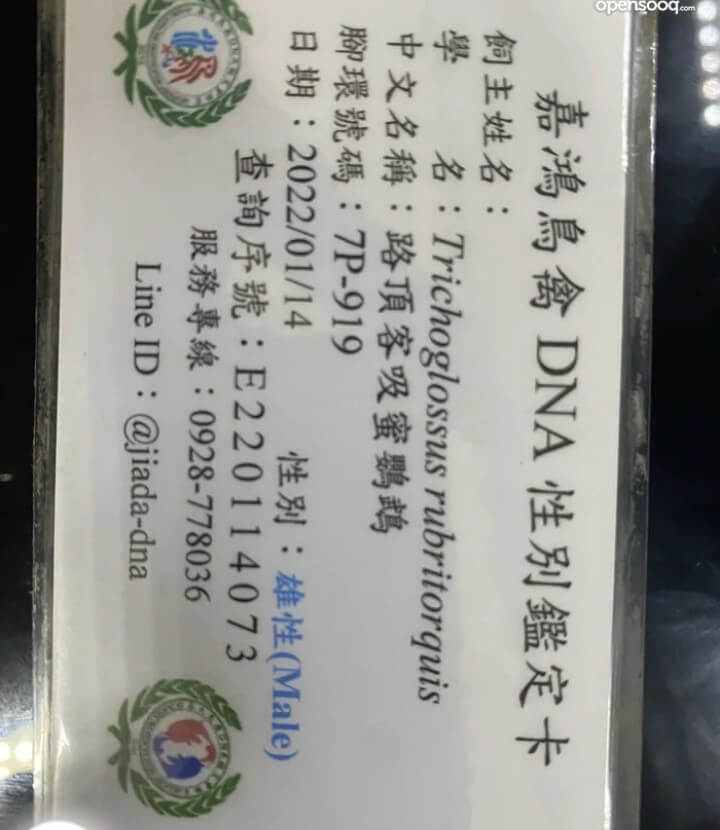 opensooq.com
嘉鴻鳥禽 DNA 性別鑑定卡
飼主姓名：
學 名：Trichoglossus rubritorquis
中文名稱：路頂客吸蜜鸚鵡
腳環號碼：7P-919
日期：2022/01/14 性別：雄性(Male)
查詢序號：E220114073
服務專線：0928-778036
Line ID：@jiada-dna